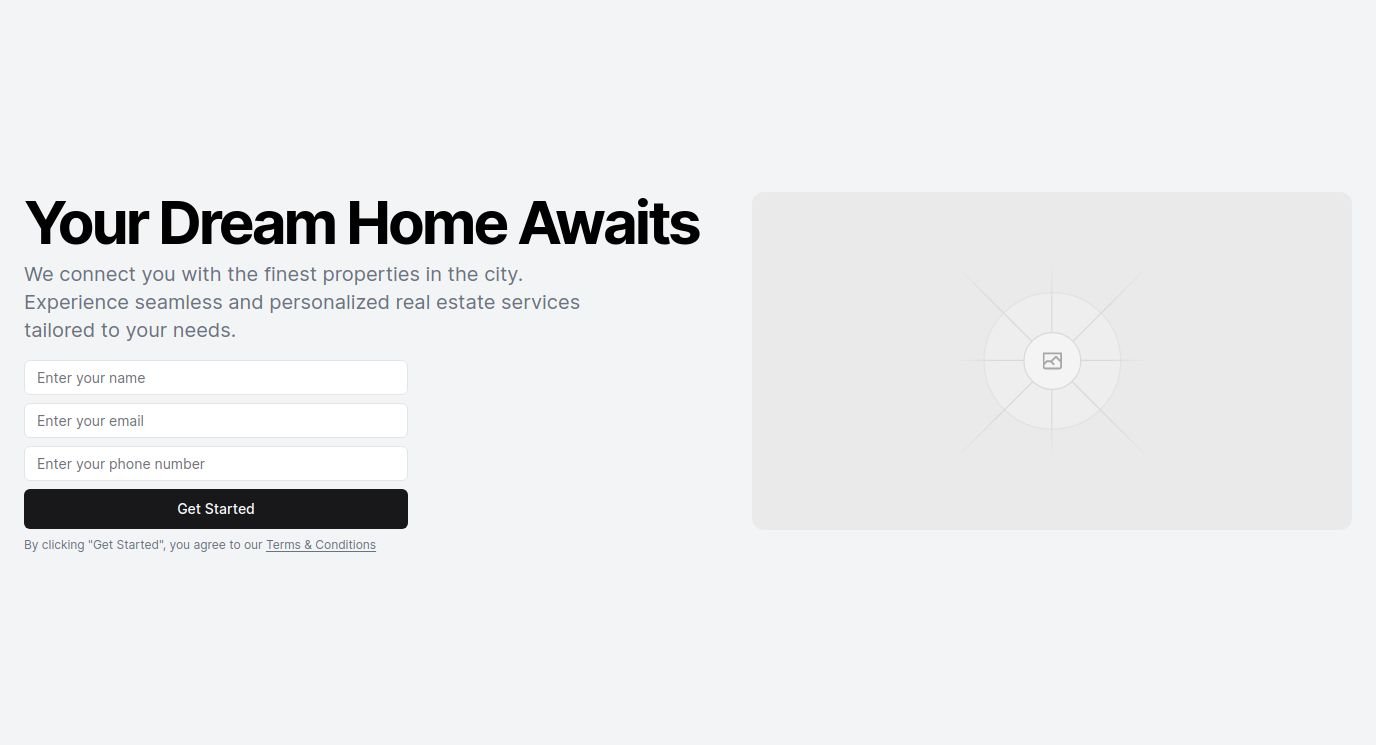 Your Dream Home Awaits
We connect you with the finest properties in the city.
Experience seamless and personalized real estate services
tailored to your needs.
Enter your name
Enter your email
Enter your phone number
Get Started
By clicking "Get Started", you agree to our Terms & Conditions